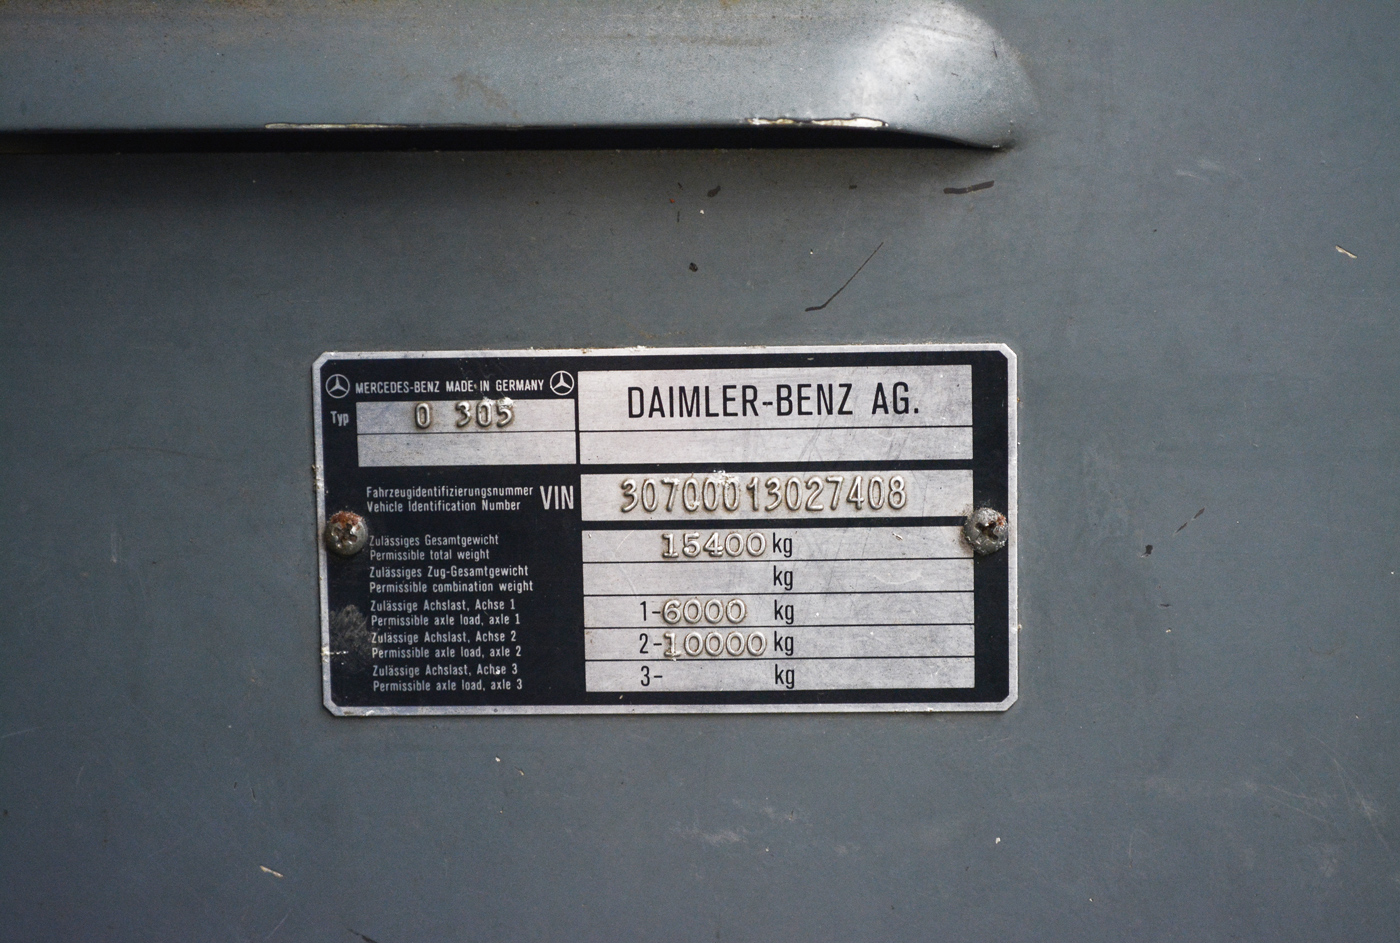 MERCEDES-BENZ MADE IN GERMANY
DAIMLER-BENZ AG.
Typ O 305
Fahrzeugidentifizierungsnummer
Vehicle Identification Number
VIN 30700013027408
Zulässiges Gesamtgewicht
Permissible total weight
15400 kg
Zulässiges Zug-Gesamtgewicht
Permissible combination weight
kg
Zulässige Achslast, Achse 1
Permissible axle load, axle 1
1-6000 kg
Zulässige Achslast, Achse 2
Permissible axle load, axle 2
2-10000 kg
Zulässige Achslast, Achse 3
Permissible axle load, axle 3
3- kg